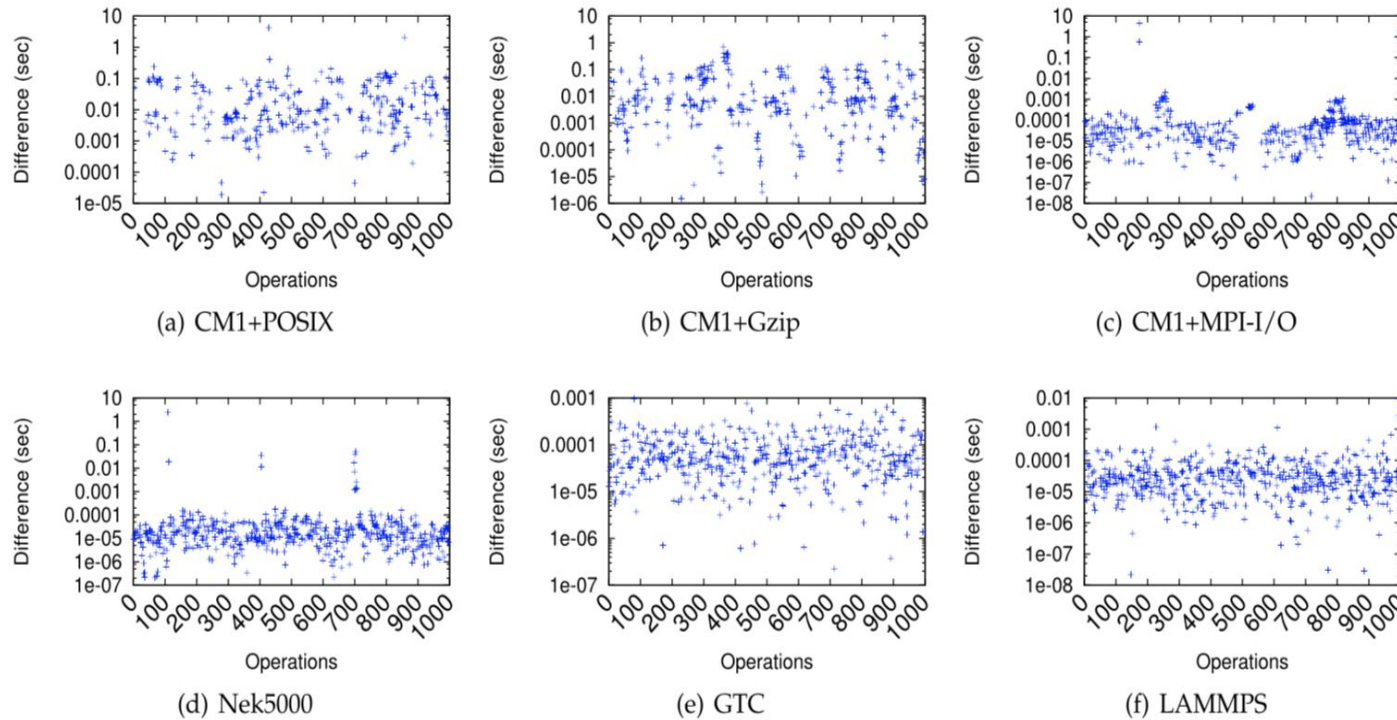 Difference (sec)
10
1
0.1
0.01
0.001
0.0001
1e-05
0 100 200 300 400 500 600 700 800 900 1000
Operations
(a) CM1+POSIX
Difference (sec)
10
1
0.1
0.01
0.001
0.0001
1e-05
1e-06
0 100 200 300 400 500 600 700 800 900 1000
Operations
(b) CM1+Gzip
Difference (sec)
10
1
0.1
0.01
0.001
0.0001
1e-05
1e-06
1e-07
1e-08
0 100 200 300 400 500 600 700 800 900 1000
Operations
(c) CM1+MPI-I/O
Difference (sec)
10
1
0.1
0.01
0.001
0.0001
1e-05
1e-06
1e-07
0 100 200 300 400 500 600 700 800 900 1000
Operations
(d) Nek5000
Difference (sec)
0.001
0.0001
1e-05
1e-06
1e-07
0 100 200 300 400 500 600 700 800 900 1000
Operations
(e) GTC
Difference (sec)
0.01
0.001
0.0001
1e-05
1e-06
1e-07
1e-08
0 100 200 300 400 500 600 700 800 900 1000
Operations
(f) LAMMPS